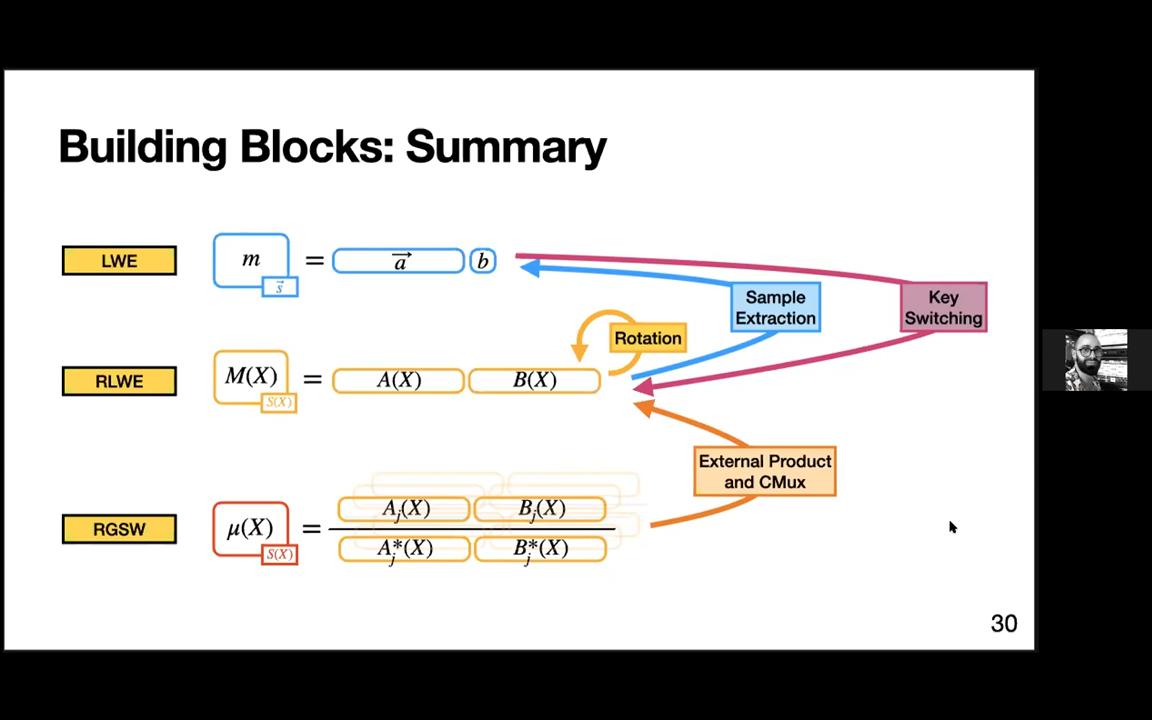 Building Blocks: Summary
LWE
m
s⃗
=
a⃗
b
Sample
Extraction
Key
Switching
Rotation
RLWE
M(X)
S(X)
=
A(X)
B(X)
External Product
and CMux
RGSW
μ(X)
S(X)
=
A_j(X)
B_j(X)
A_j*(X)
B_j*(X)
30